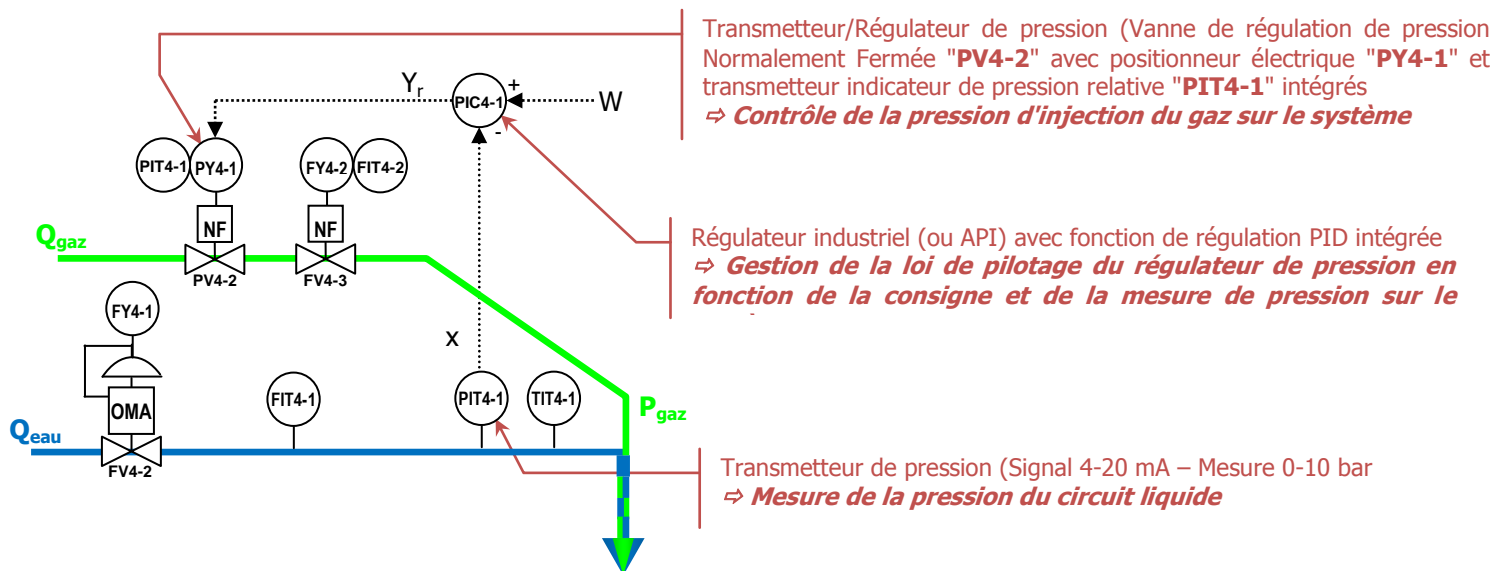 Transmetteur/Régulateur de pression (Vanne de régulation de pression
Normalement Fermée "PV4-2" avec positionneur électrique "PY4-1" et
transmetteur indicateur de pression relative "PIT4-1" intégrés
⇨ Contrôle de la pression d'injection du gaz sur le système
Yr
PIC4-1
+
-
W
PIT4-1
PY4-1
FY4-2
FIT4-2
NF
NF
Qgaz
PV4-2
FV4-3
Régulateur industriel (ou API) avec fonction de régulation PID intégrée
⇨ Gestion de la loi de pilotage du régulateur de pression en
fonction de la consigne et de la mesure de pression sur le
FY4-1
x
OMA
FIT4-1
PIT4-1
TIT4-1
Pgaz
Qeau
FV4-2
Transmetteur de pression (Signal 4-20 mA – Mesure 0-10 bar
⇨ Mesure de la pression du circuit liquide